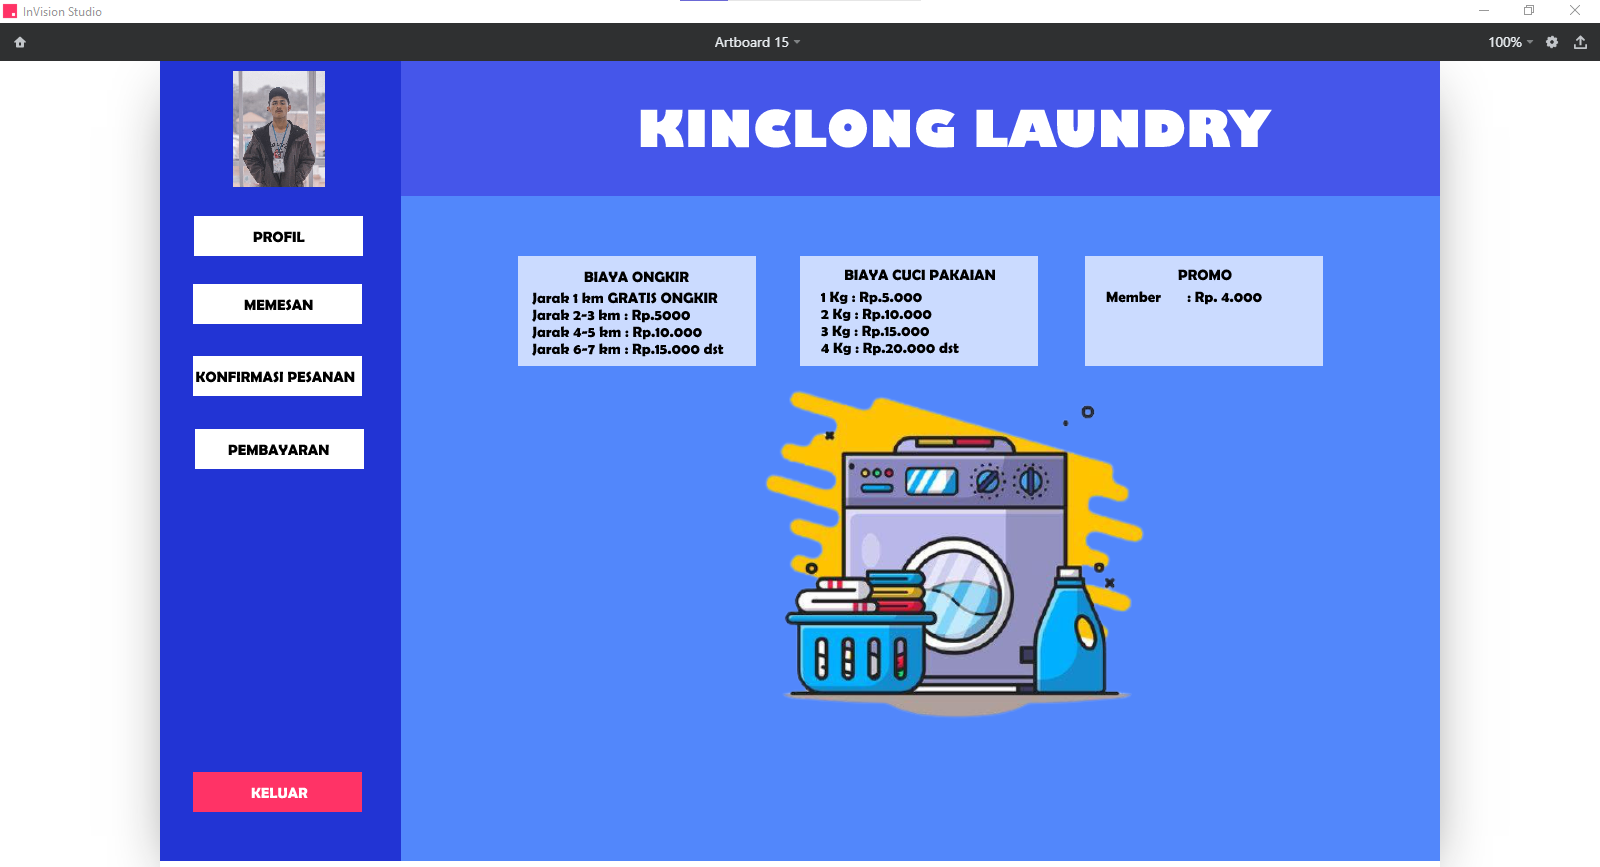 InVision Studio
Artboard 15
100%
KINCLONG LAUNDRY
PROFIL
MEMESAN
KONFIRMASI PESANAN
PEMBAYARAN
KELUAR
BIAYA ONGKIR
Jarak 1 km GRATIS ONGKIR
Jarak 2-3 km : Rp.5000
Jarak 4-5 km : Rp.10.000
Jarak 6-7 km : Rp.15.000 dst
BIAYA CUCI PAKAIAN
1 Kg : Rp.5.000
2 Kg : Rp.10.000
3 Kg : Rp.15.000
4 Kg : Rp.20.000 dst
PROMO
Member : Rp. 4.000